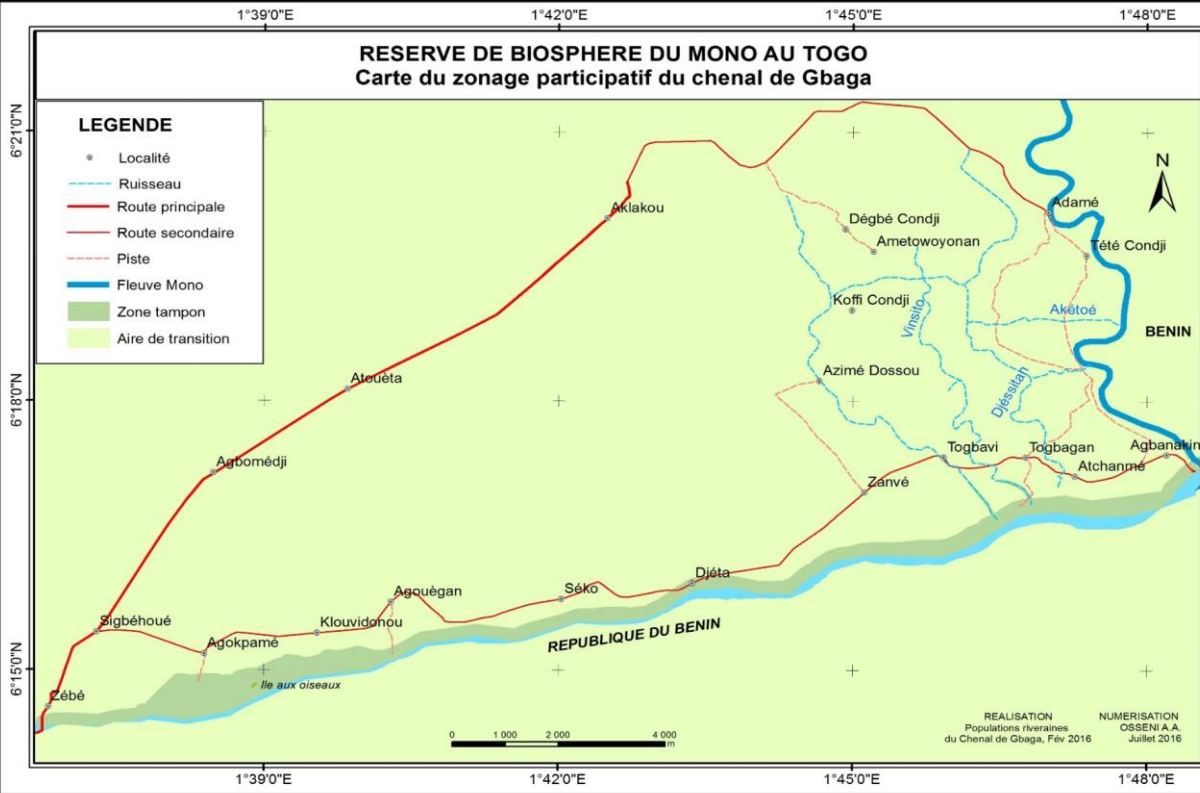 1°39'0"E
1°42'0"E
1°45'0"E
1°48'0"E
RESERVE DE BIOSPHERE DU MONO AU TOGO
Carte du zonage participatif du chenal de Gbaga
6°21'0"N
6°18'0"N
6°15'0"N
LEGENDE
Localité
Ruisseau
Route principale
Route secondaire
Piste
Fleuve Mono
Zone tampon
Aire de transition
N
Aklakou
Adamé
Dégbé Condji
Ametowoyonan
Tété Condji
Koffi Condji
Vinsito
Akétoé
BENIN
Atouèta
Azimé Dossou
Djéssitan
Agbomédji
Togbavi
Togbagan
Agbanakin
Atchanmé
Zanvé
Djéta
Séko
Agouègan
Sigbéhoué
Klouvidonou
Agokpamé
REPUBLIQUE DU BENIN
Ile aux oiseaux
Zébé
0 1 000 2 000 4 000
m
REALISATION
Populations riveraines
du Chenal de Gbaga, Fév 2016
NUMERISATION
OSSENI A.A.
Juillet 2016
1°39'0"E
1°42'0"E
1°45'0"E
1°48'0"E